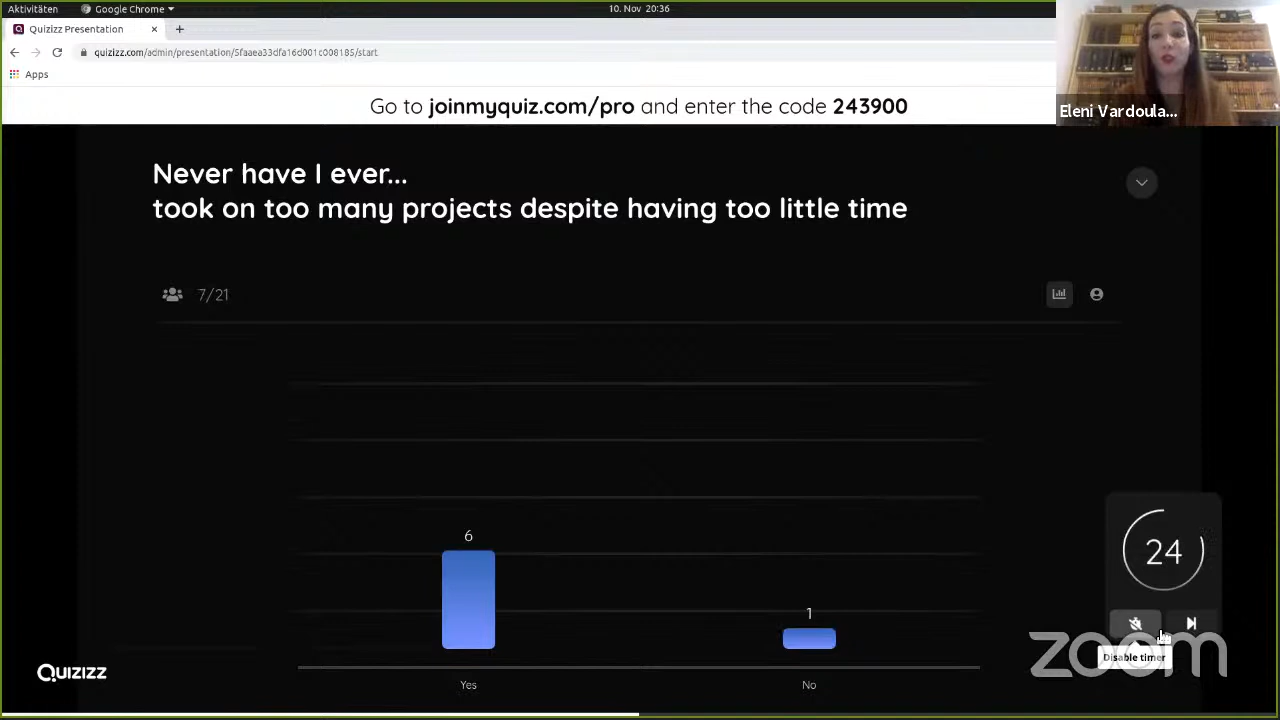 Aktivitäten
Google Chrome
10. Nov 20:36
Quizizz Presentation
quizizz.com/admin/presentation/5faaea33dfa16d001c008185/start
Apps
Go to joinmyquiz.com/pro and enter the code 243900
Eleni Vardoula...
Never have I ever...
took on too many projects despite having too little time
7/21
6
1
24
Disable timer
zoom
Quizizz
Yes
No